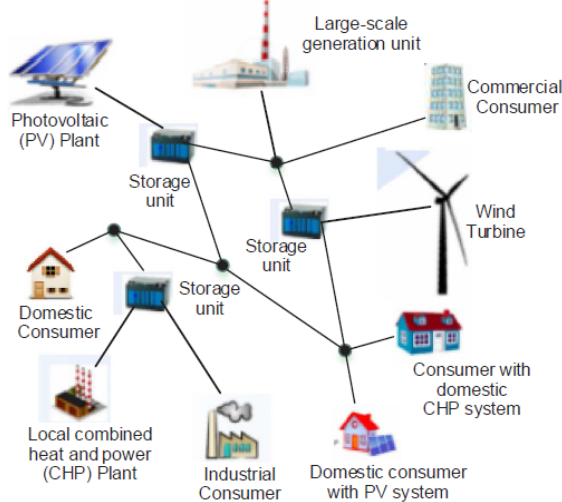 Large-scale
generation unit
Commercial
Consumer
Photovoltaic
(PV) Plant
Storage
unit
Wind
Turbine
Storage
unit
Domestic
Consumer
Storage
unit
Consumer with
domestic
CHP system
Local combined
heat and power
(CHP) Plant
Industrial
Consumer
P
Domestic consumer
with PV system